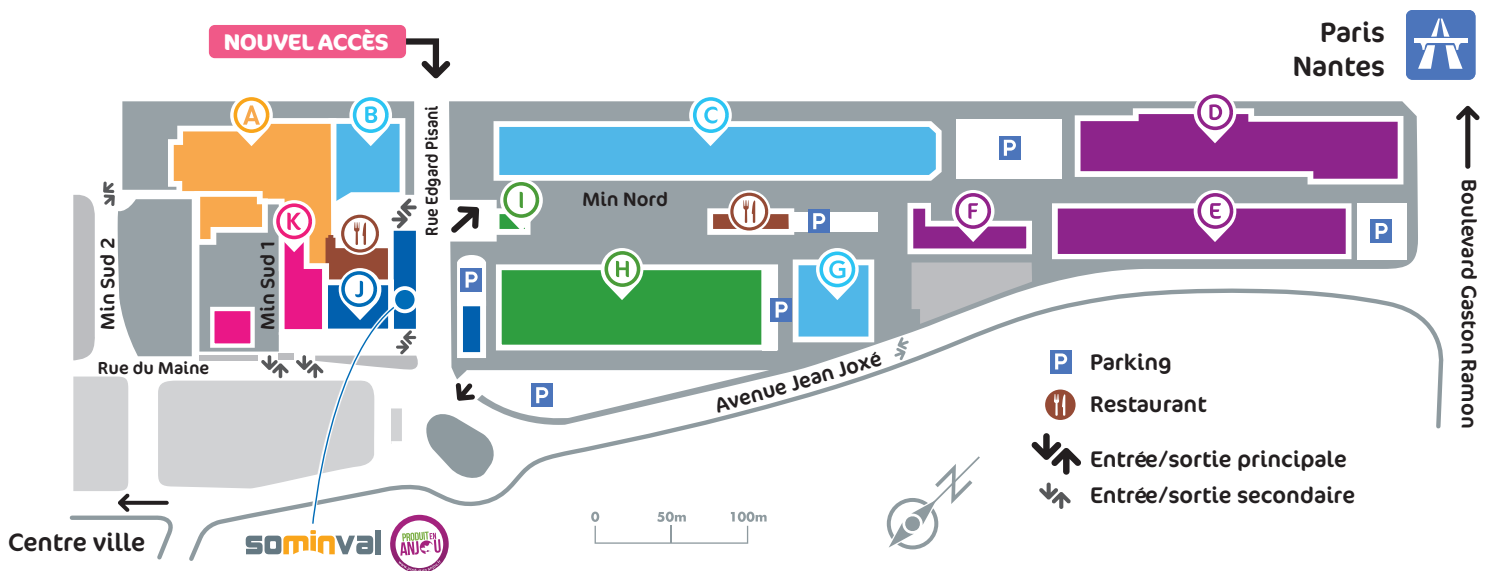 NOUVEL ACCÈS
Paris
Nantes
A
B
C
D
P
Rue Edgard Pisani
Min Nord
I
K
F
E
P
P
Min Sud 2
Min Sud 1
J
P
H
P
G
Boulevard Gaston Ramon
Rue du Maine
P
Avenue Jean Joxé
P Parking
Restaurant
Entrée/sortie principale
Entrée/sortie secondaire
N
0 50m 100m
Centre ville
sominval
PRODUIT EN
ANJOU